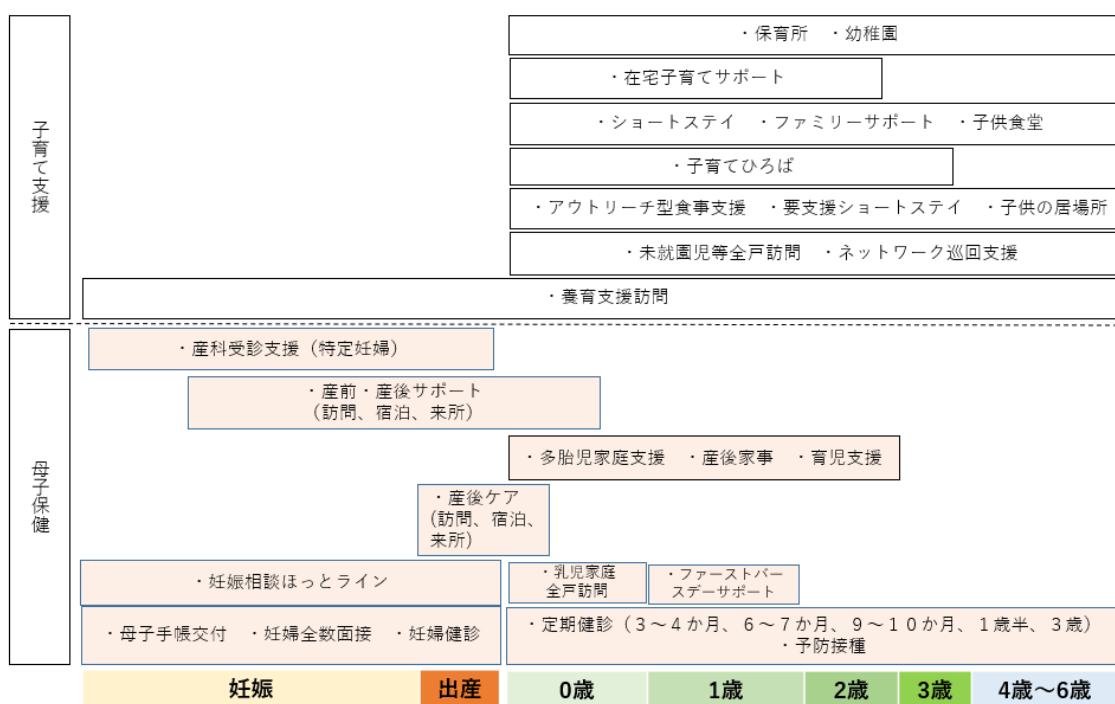 子育て支援
・保育所　・幼稚園
・在宅子育てサポート
・ショートステイ　・ファミリーサポート　・子供食堂
・子育てひろば
・アウトリーチ型食事支援　・要支援ショートステイ　・子供の居場所
・未就園児等全戸訪問　・ネットワーク巡回支援
・養育支援訪問
母子保健
・産科受診支援（特定妊婦）
・産前・産後サポート
（訪問、宿泊、来所）
・多胎児家庭支援　・産後家事　・育児支援
・産後ケア
(訪問、宿泊、
来所）
・妊娠相談ほっとライン
・乳児家庭
全戸訪問
・ファーストバー
スデーサポート
・母子手帳交付　・妊婦全数面接　・妊婦健診
・定期健診（３～４か月、６～７か月、９～１０か月、１歳半、３歳）
・予防接種
妊娠
出産
0歳
1歳
2歳
3歳
4歳～6歳